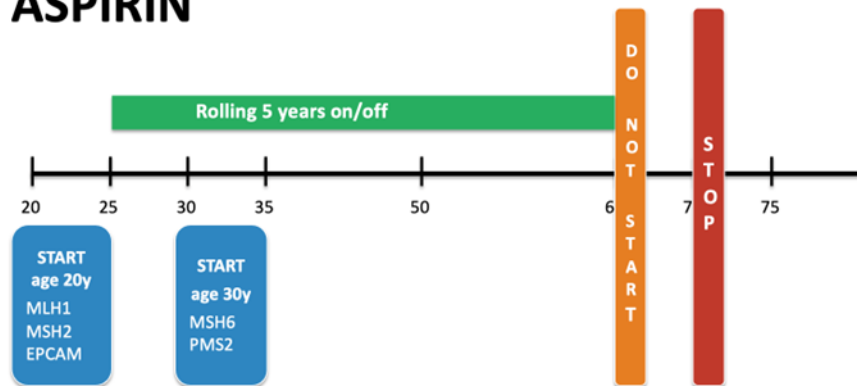 ASPIRIN
DO NOT START
STOP
Rolling 5 years on/off
20 25 30 35 50 6 7 75
START
age 20y
MLH1
MSH2
EPCAM
START
age 30y
MSH6
PMS2